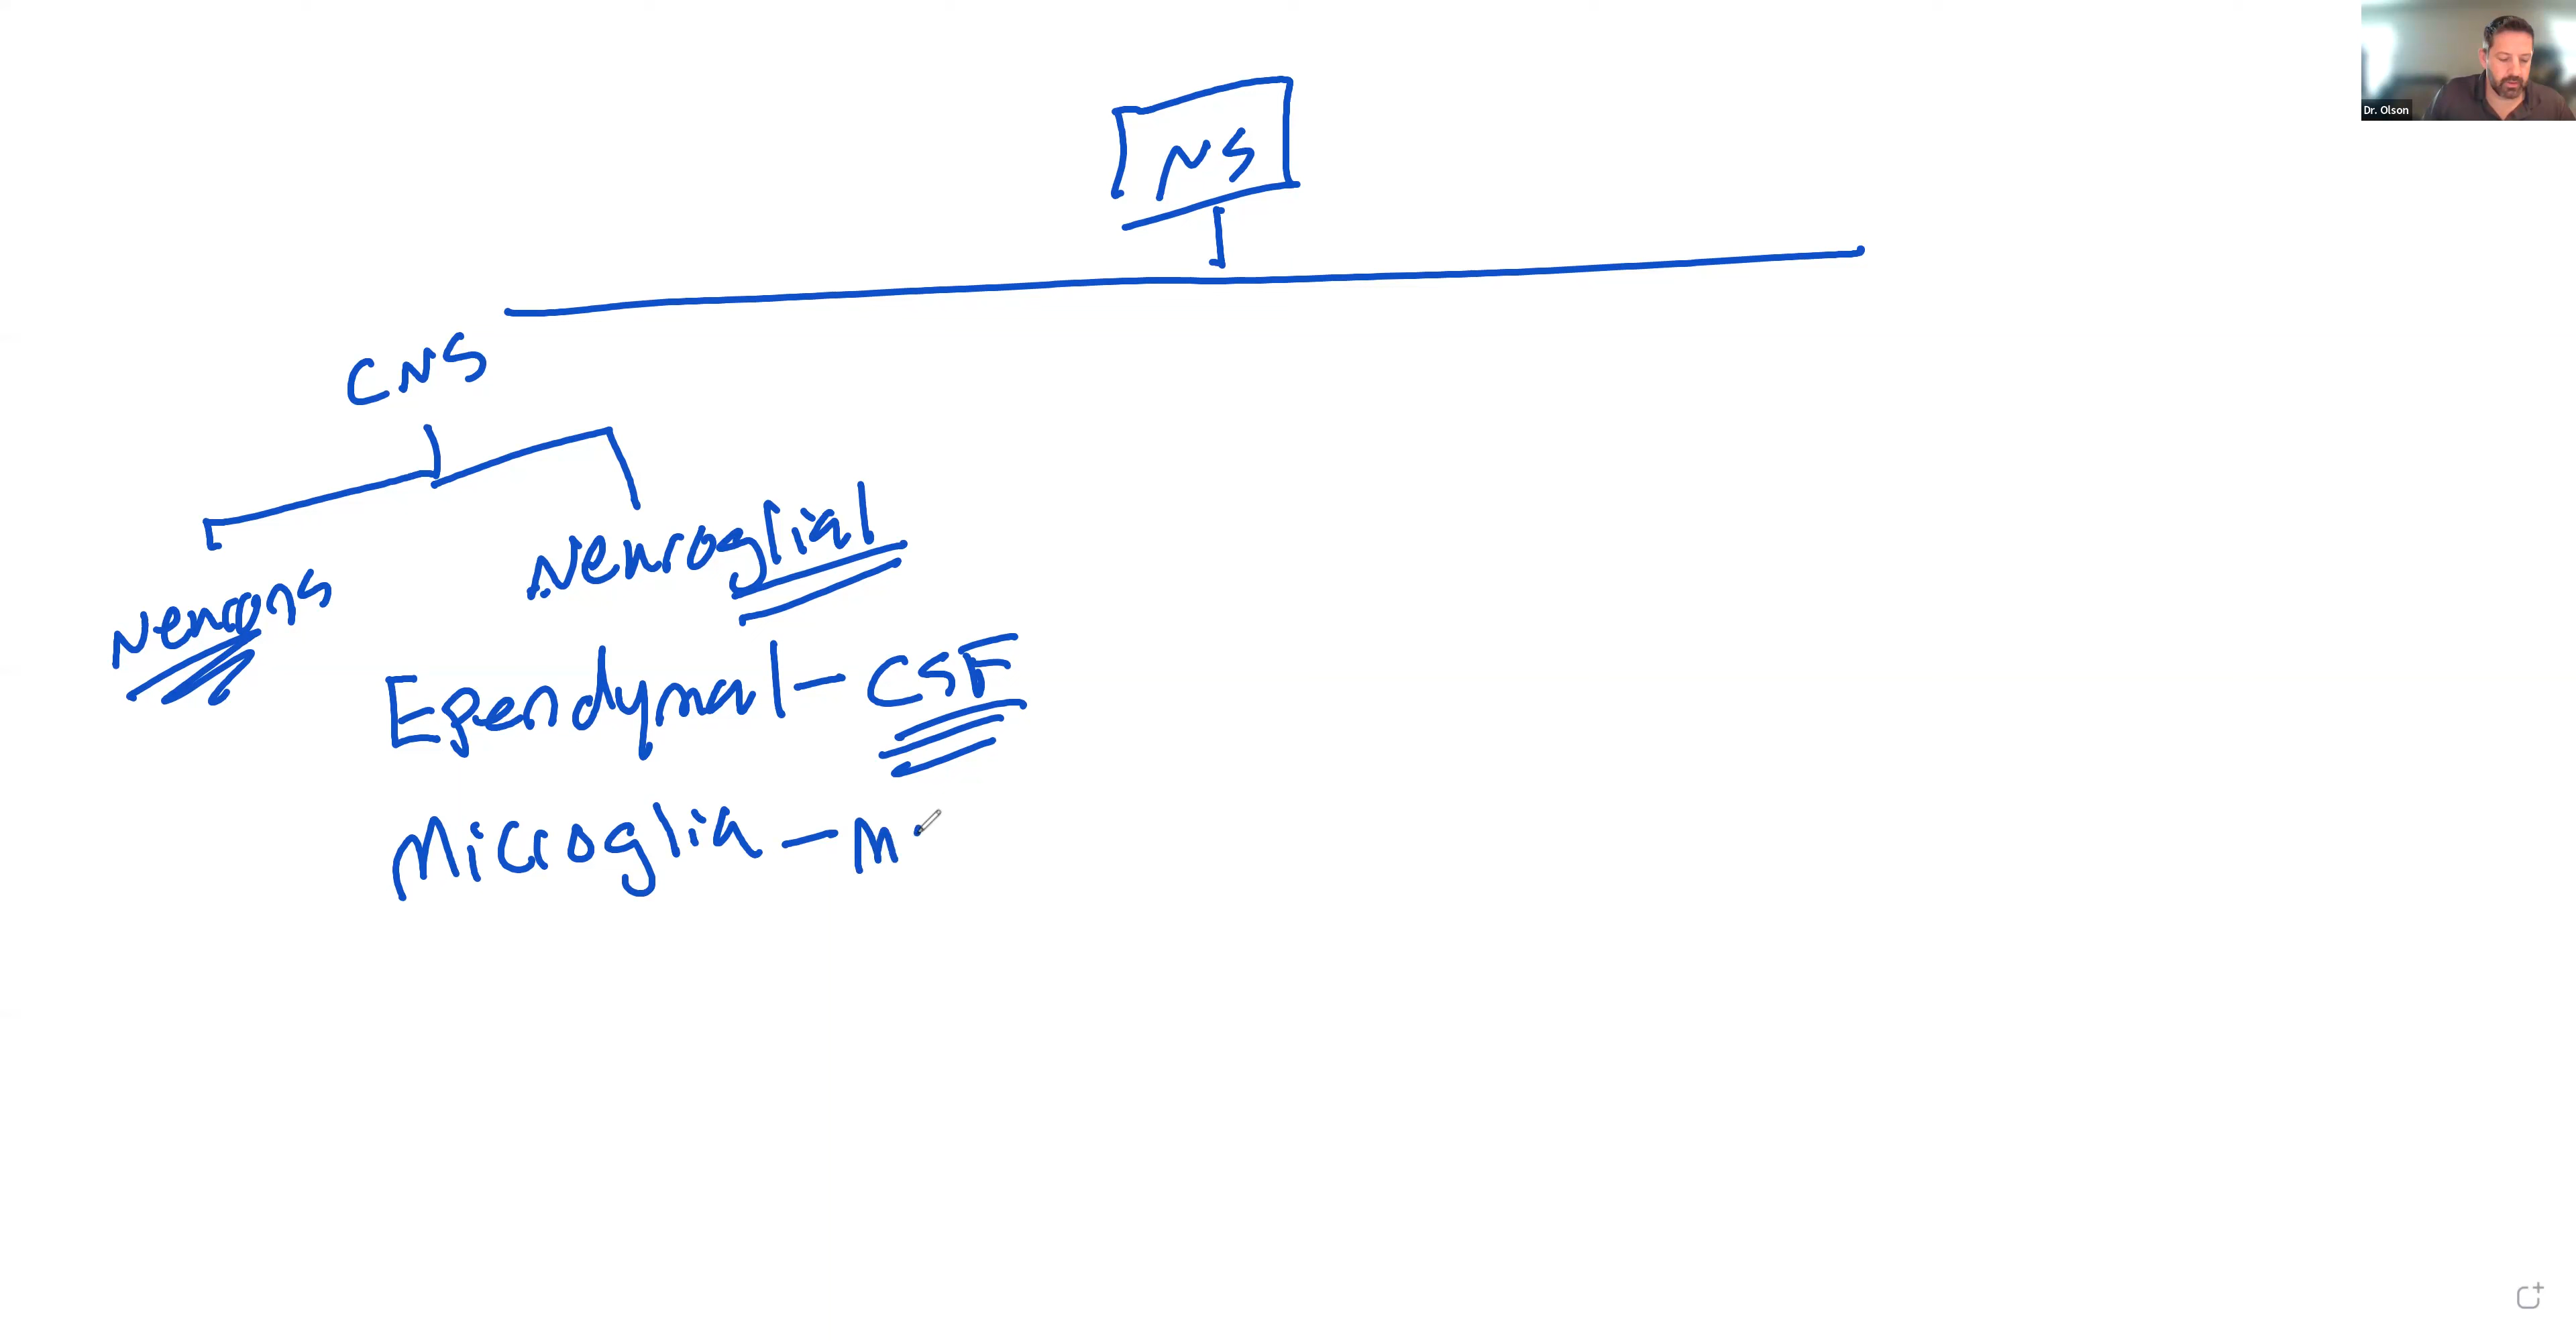 Dr. Olson
NS
CNS
Neurons
Neuroglial
Ependymal - CSF
Microglia - M